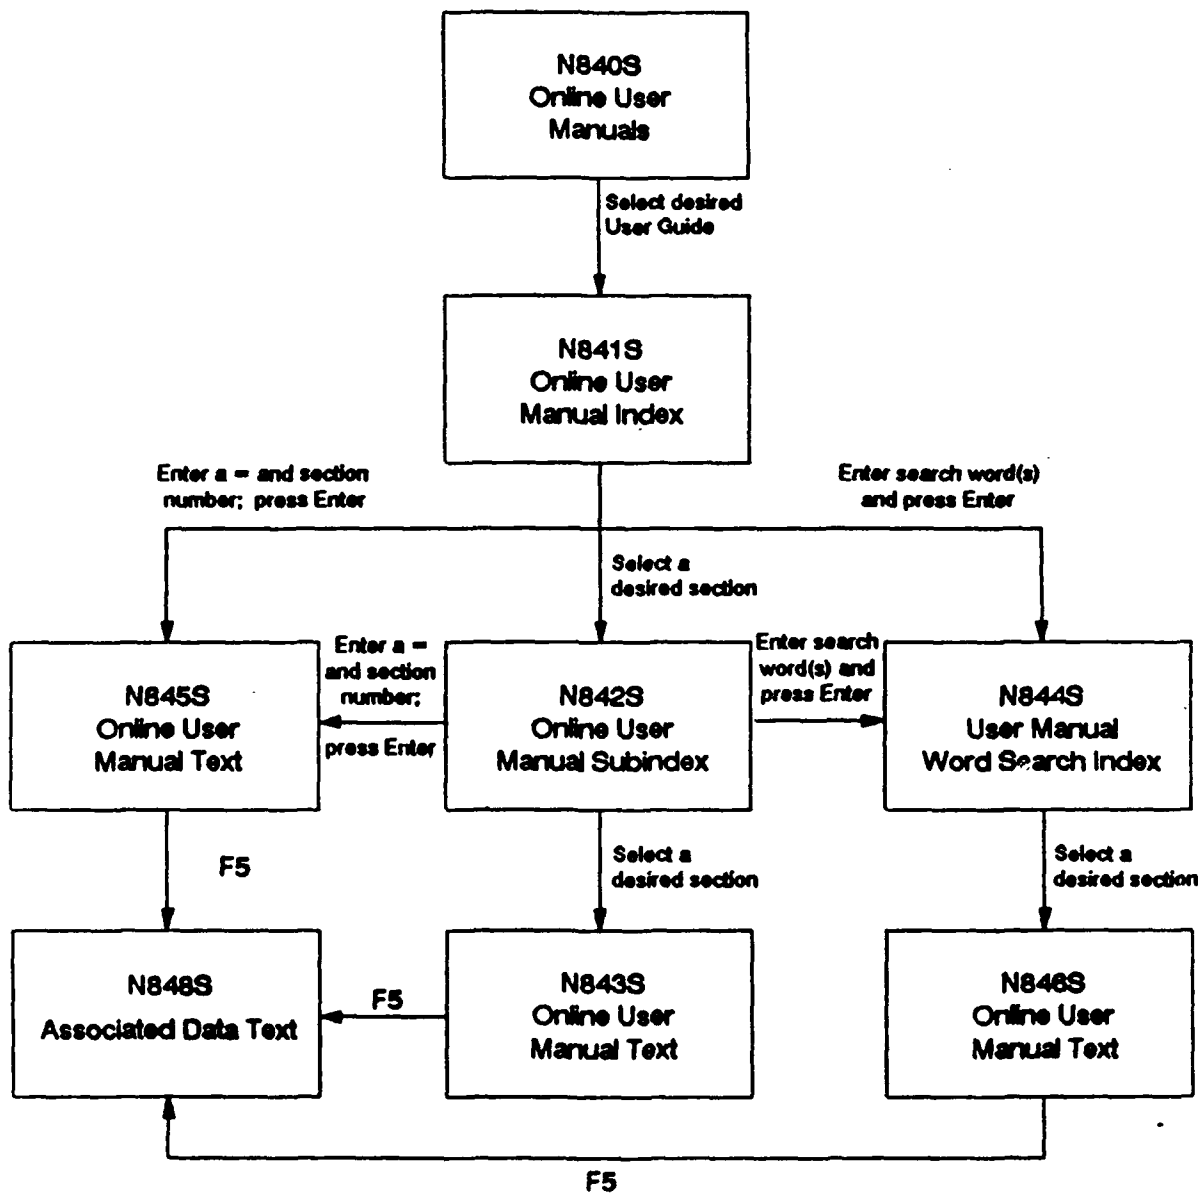 N840S
Online User
Manuals
Select desired
User Guide
N841S
Online User
Manual Index
Enter a = and section
number; press Enter
Enter search word(s)
and press Enter
Select a
desired section
N845S
Online User
Manual Text
Enter a =
and section
number;
press Enter
N842S
Online User
Manual Subindex
Enter search
word(s) and
press Enter
N844S
User Manual
Word Search Index
F5
Select a
desired section
Select a
desired section
N848S
Associated Data Text
F5
N843S
Online User
Manual Text
N846S
Online User
Manual Text
F5